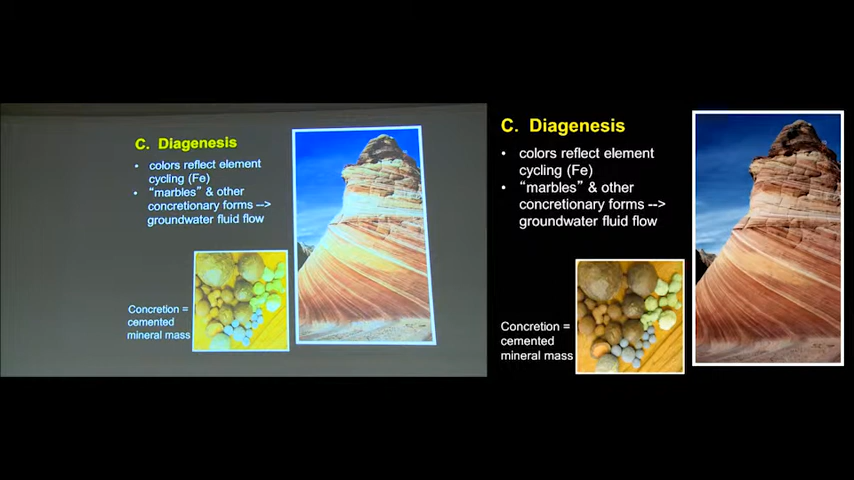 C. Diagenesis
• colors reflect element
cycling (Fe)
• “marbles” & other
concretionary forms -->
groundwater fluid flow
Concretion =
cemented
mineral mass
C. Diagenesis
• colors reflect element
cycling (Fe)
• “marbles” & other
concretionary forms -->
groundwater fluid flow
Concretion =
cemented
mineral mass